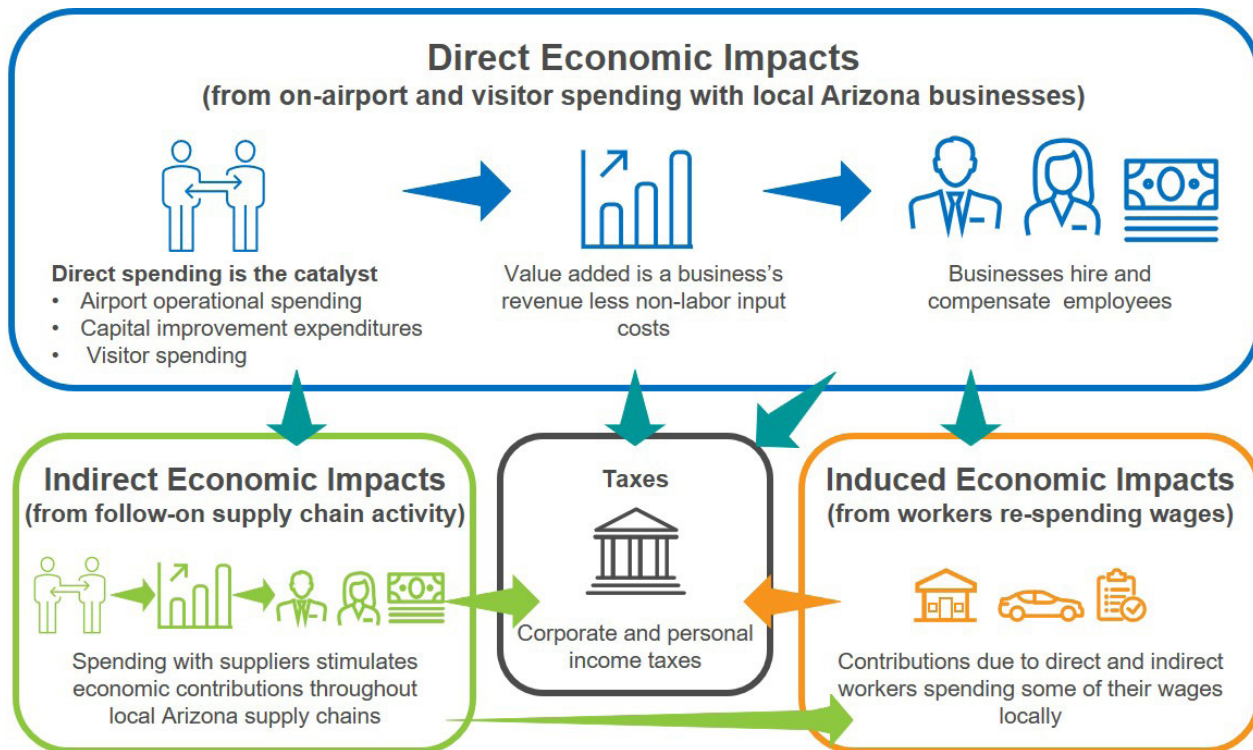 Direct Economic Impacts
(from on-airport and visitor spending with local Arizona businesses)
Direct spending is the catalyst
• Airport operational spending
• Capital improvement expenditures
• Visitor spending
Value added is a business's
revenue less non-labor input
costs
Businesses hire and
compensate employees
Indirect Economic Impacts
(from follow-on supply chain activity)
Spending with suppliers stimulates
economic contributions throughout
local Arizona supply chains
Taxes
Corporate and personal
income taxes
Induced Economic Impacts
(from workers re-spending wages)
Contributions due to direct and indirect
workers spending some of their wages
locally